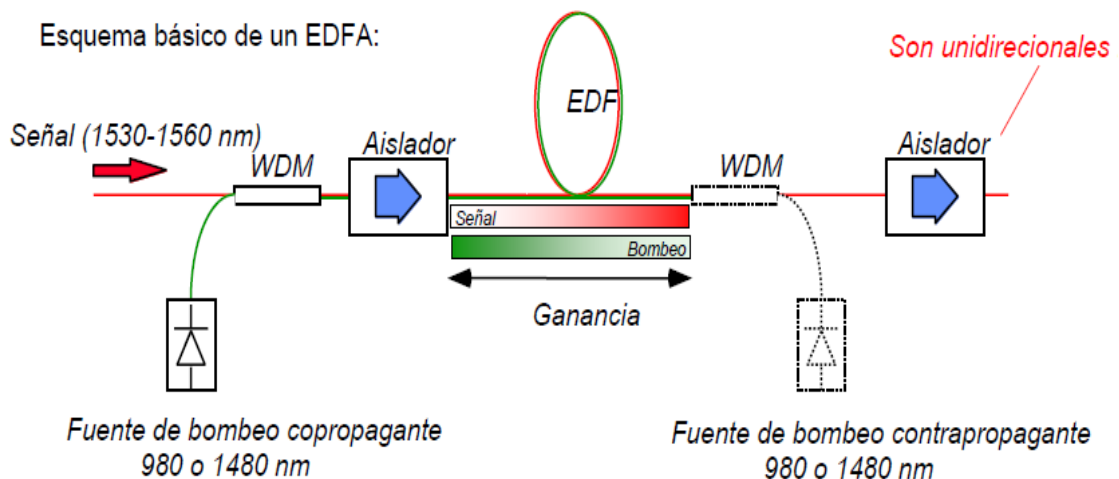 Esquema básico de un EDFA:
Son unidirecionales
EDF
Señal (1530-1560 nm)
WDM
Aislador
WDM
Aislador
Señal
Bombeo
Ganancia
Fuente de bombeo copropagante
980 o 1480 nm
Fuente de bombeo contrapropagante
980 o 1480 nm